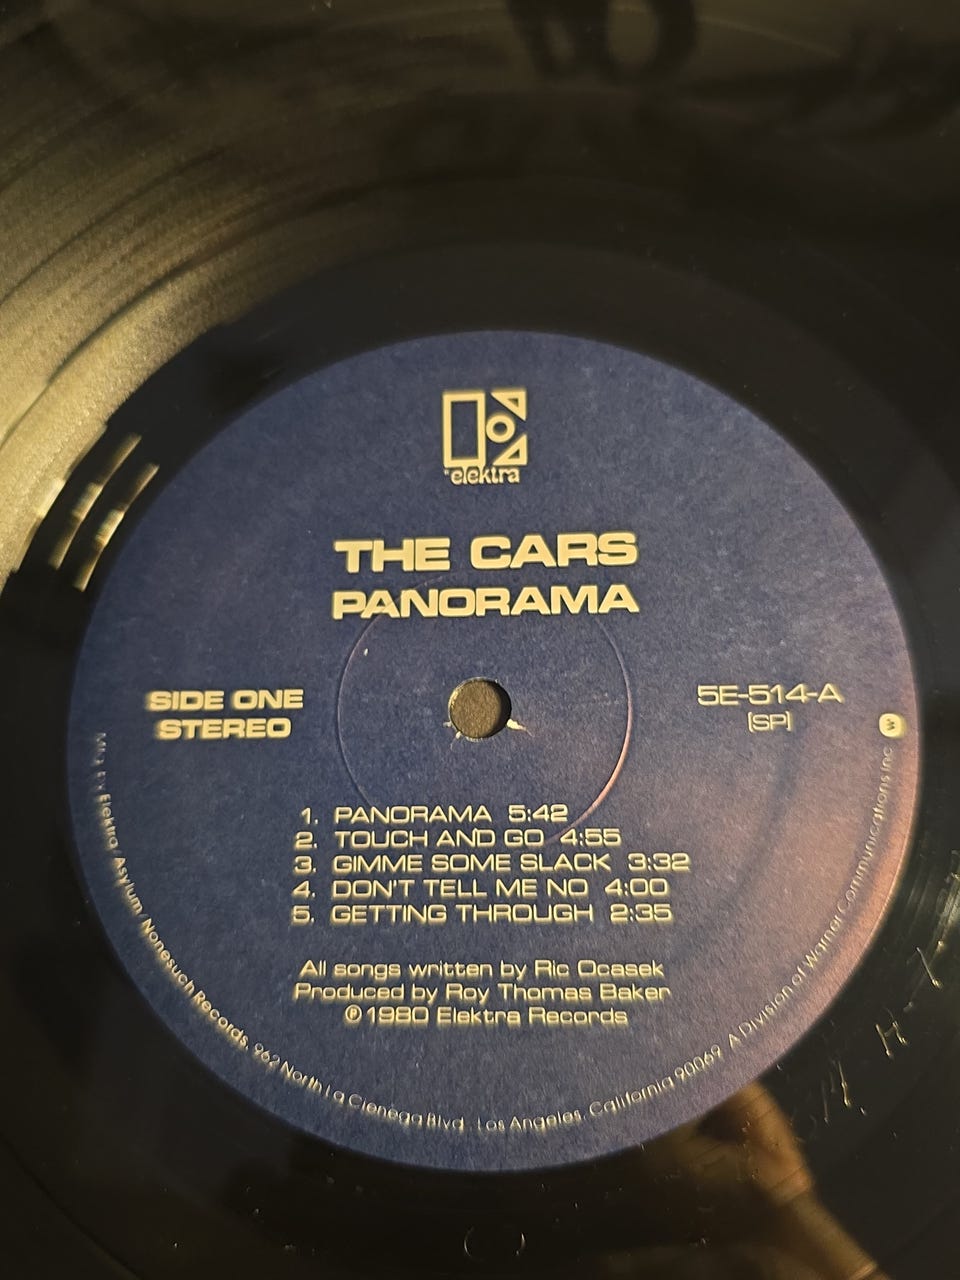 elektra
THE CARS
PANORAMA
SIDE ONE
STEREO
5E-514-A
[SP]
1. PANORAMA 5:42
2. TOUCH AND GO 4:55
3. GIMME SOME SLACK 3:32
4. DON'T TELL ME NO 4:00
5. GETTING THROUGH 2:35
All songs written by Ric Ocasek
Produced by Roy Thomas Baker
℗ 1980 Elektra Records
Elektra/Asylum/Nonesuch Records, 962 North La Cienega Blvd. Los Angeles, California 90069 A Division of Warner Communications Inc